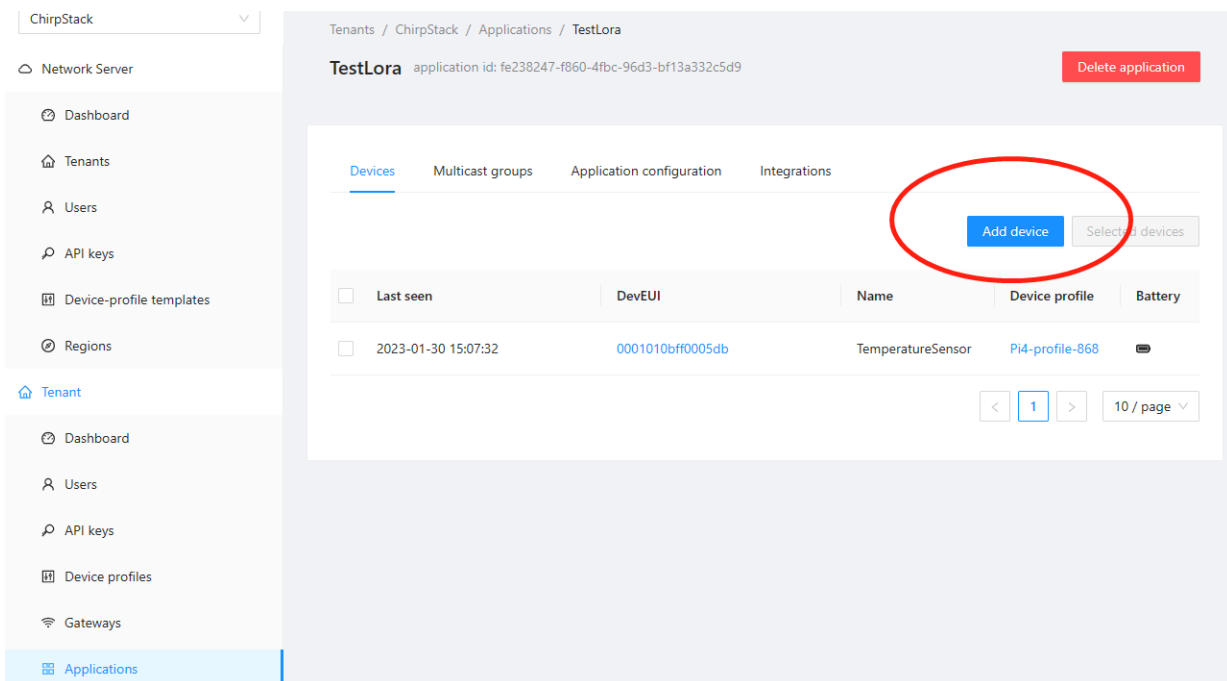 ChirpStack
Network Server
Dashboard
Tenants
Users
API keys
Device-profile templates
Regions
Tenant
Dashboard
Users
API keys
Device profiles
Gateways
Applications
Tenants / ChirpStack / Applications / TestLora
TestLora application id: fe238247-f860-4fbc-96d3-bf13a332c5d9
Delete application
Devices Multicast groups Application configuration Integrations
Add device Selected devices
Last seen DevEUI Name Device profile Battery
2023-01-30 15:07:32 0001010bff0005db TemperatureSensor Pi4-profile-868
< 1 > 10 / page